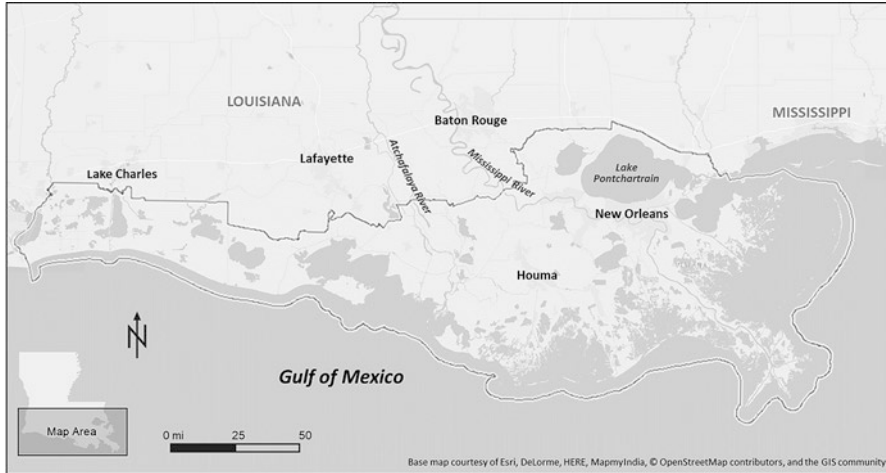 LOUISIANA
MISSISSIPPI
Baton Rouge
Lafayette
Atchafalaya River
Mississippi River
Lake
Pontchartrain
Lake Charles
New Orleans
Houma
N
Gulf of Mexico
Map Area
0 mi 25 50
Base map courtesy of Esri, DeLorme, HERE, MapmyIndia, © OpenStreetMap contributors, and the GIS community